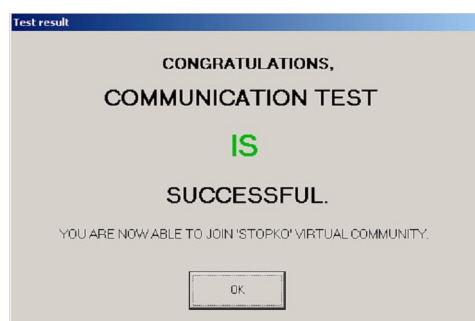 Test result
CONGRATULATIONS,
COMMUNICATION TEST
IS
SUCCESSFUL.
YOU ARE NOW ABLE TO JOIN 'STOPKO' VIRTUAL COMMUNITY.
OK